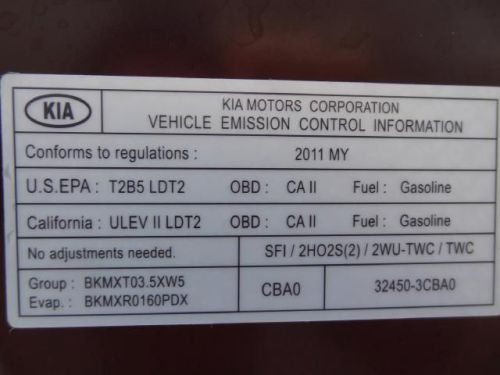 KIA
KIA MOTORS CORPORATION
VEHICLE EMISSION CONTROL INFORMATION
Conforms to regulations : 2011 MY
U.S.EPA : T2B5 LDT2 OBD : CA II Fuel : Gasoline
California : ULEV II LDT2 OBD : CA II Fuel : Gasoline
No adjustments needed. SFI / 2HO2S(2) / 2WU-TWC / TWC
Group : BKMXT03.5XW5
Evap. : BKMXR0160PDX
CBA0
32450-3CBA0